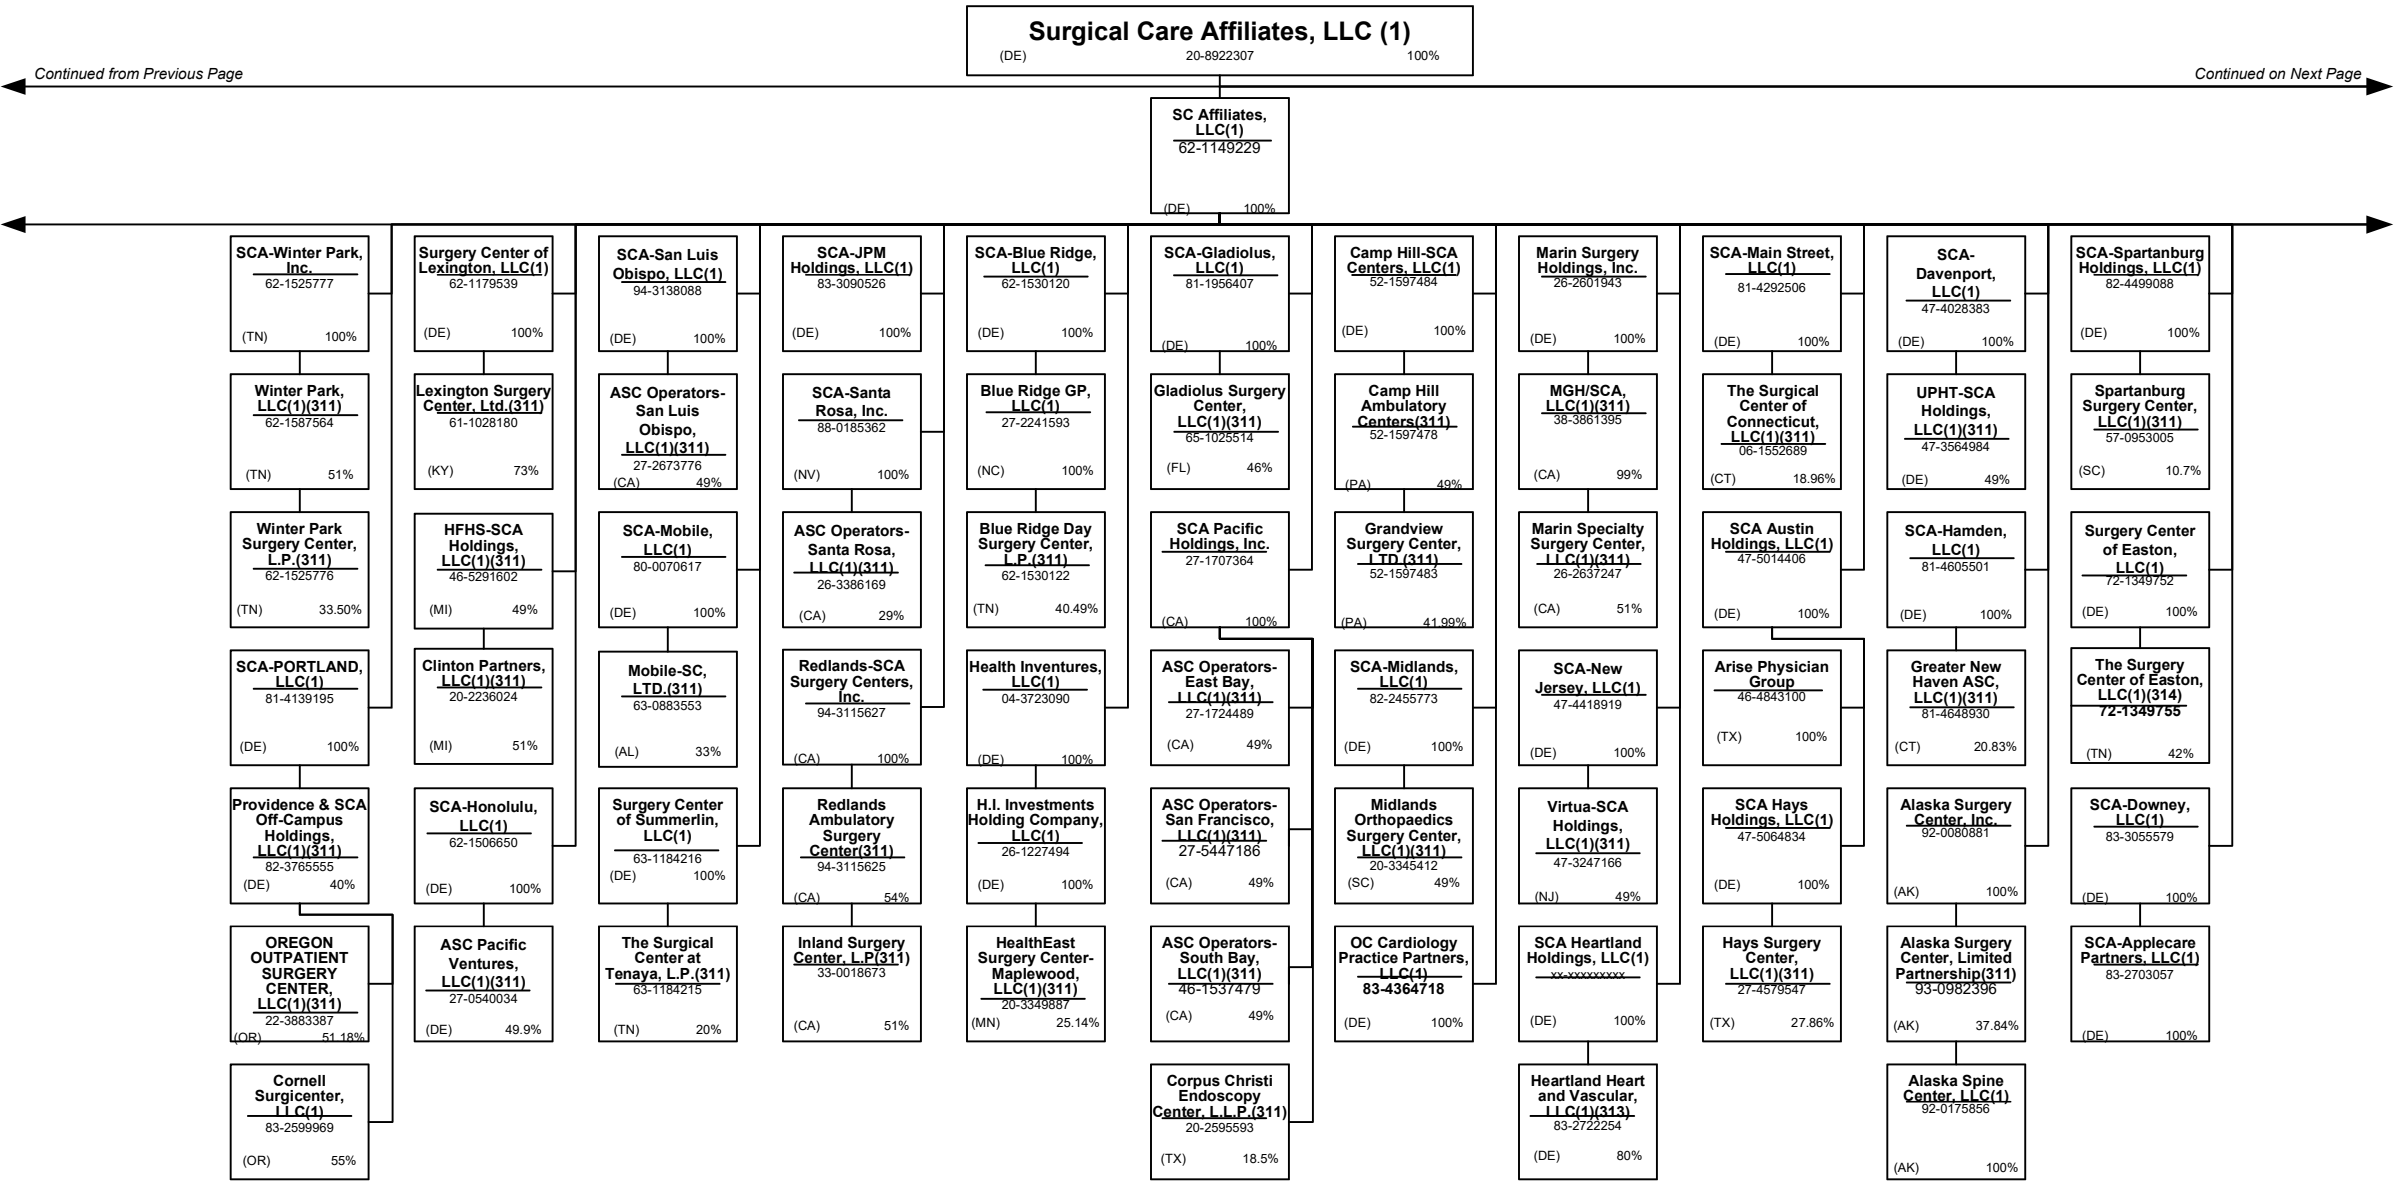 Surgical Care Affiliates, LLC (1)
(DE) 20-8922307 100%
Continued from Previous Page
Continued on Next Page
SC Affiliates,
LLC(1)
62-1149229
(DE) 100%
SCA-Winter Park,
Inc.
62-1525777
(TN) 100%
Surgery Center of
Lexington, LLC(1)
62-1179539
(DE) 100%
SCA-San Luis
Obispo, LLC(1)
94-3138088
(DE) 100%
SCA-JPM
Holdings, LLC(1)
83-3090526
(DE) 100%
SCA-Blue Ridge,
LLC(1)
62-1530120
(DE) 100%
SCA-Gladiolus,
LLC(1)
81-1956407
(DE) 100%
Camp Hill-SCA
Centers, LLC(1)
52-1597484
(DE) 100%
Marin Surgery
Holdings, Inc.
26-2601943
(DE) 100%
SCA-Main Street,
LLC(1)
81-4292506
(DE) 100%
SCA-
Davenport,
LLC(1)
47-4028383
(DE) 100%
SCA-Spartanburg
Holdings, LLC(1)
82-4499088
(DE) 100%
Winter Park,
LLC(1)(311)
62-1587564
(TN) 51%
Lexington Surgery
Center, Ltd.(311)
61-1028180
(KY) 73%
ASC Operators-
San Luis
Obispo,
LLC(1)(311)
27-2673776
(CA) 49%
SCA-Santa
Rosa, Inc.
88-0185362
(NV) 100%
Blue Ridge GP,
LLC(1)
27-2241593
(NC) 100%
Gladiolus Surgery
Center,
LLC(1)(311)
65-1025514
(FL) 46%
Camp Hill
Ambulatory
Centers(311)
52-1597478
(PA) 49%
MGH/SCA,
LLC(1)(311)
38-3861395
(CA) 99%
The Surgical
Center of
Connecticut,
LLC(1)(311)
06-1552689
(CT) 18.96%
UPHT-SCA
Holdings,
LLC(1)(311)
47-3564984
(DE) 49%
Spartanburg
Surgery Center,
LLC(1)(311)
57-0953005
(SC) 10.7%
Winter Park
Surgery Center,
L.P.(311)
62-1525776
(TN) 33.50%
HFHS-SCA
Holdings,
LLC(1)(311)
46-5291602
(MI) 49%
SCA-Mobile,
LLC(1)
80-0070617
(DE) 100%
ASC Operators-
Santa Rosa,
LLC(1)(311)
26-3386169
(CA) 29%
Blue Ridge Day
Surgery Center,
L.P.(311)
62-1530122
(TN) 40.49%
SCA Pacific
Holdings, Inc.
27-1707364
(CA) 100%
Grandview
Surgery Center,
LTD.(311)
52-1597483
(PA) 41.99%
Marin Specialty
Surgery Center,
LLC(1)(311)
26-2637247
(CA) 51%
SCA Austin
Holdings, LLC(1)
47-5014406
(DE) 100%
SCA-Hamden,
LLC(1)
81-4605501
(DE) 100%
Surgery Center
of Easton,
LLC(1)
72-1349752
(DE) 100%
SCA-PORTLAND,
LLC(1)
81-4139195
(DE) 100%
Clinton Partners,
LLC(1)(311)
20-2236024
(MI) 51%
Mobile-SC,
LTD.(311)
63-0883553
(AL) 33%
Redlands-SCA
Surgery Centers,
Inc.
94-3115627
(CA) 100%
Health Inventures,
LLC(1)
04-3723090
(DE) 100%
ASC Operators-
East Bay,
LLC(1)(311)
27-1724489
(CA) 49%
SCA-Midlands,
LLC(1)
82-2455773
(DE) 100%
SCA-New
Jersey, LLC(1)
47-4418919
(DE) 100%
Arise Physician
Group
46-4843100
(TX) 100%
Greater New
Haven ASC,
LLC(1)(311)
81-4648930
(CT) 20.83%
The Surgery
Center of Easton,
LLC(1)(314)
72-1349755
(TN) 42%
Providence & SCA
Off-Campus
Holdings,
LLC(1)(311)
82-3765555
(DE) 40%
SCA-Honolulu,
LLC(1)
62-1506650
(DE) 100%
Surgery Center
of Summerlin,
LLC(1)
63-1184216
(DE) 100%
Redlands
Ambulatory
Surgery
Center(311)
94-3115625
(CA) 54%
H.I. Investments
Holding Company,
LLC(1)
26-1227494
(DE) 100%
ASC Operators-
San Francisco,
LLC(1)(311)
27-5447186
(CA) 49%
Midlands
Orthopaedics
Surgery Center,
LLC(1)(311)
20-3345412
(SC) 49%
Virtua-SCA
Holdings,
LLC(1)(311)
47-3247166
(NJ) 49%
SCA Hays
Holdings, LLC(1)
47-5064834
(DE) 100%
Alaska Surgery
Center, Inc.
92-0080881
(AK) 100%
SCA-Downey,
LLC(1)
83-3055579
(DE) 100%
OREGON
OUTPATIENT
SURGERY
CENTER,
LLC(1)(311)
22-3883387
(OR) 51.18%
ASC Pacific
Ventures,
LLC(1)(311)
27-0540034
(DE) 49.9%
The Surgical
Center at
Tenaya, L.P.(311)
63-1184215
(TN) 20%
Inland Surgery
Center, L.P(311)
33-0018673
(CA) 51%
HealthEast
Surgery Center-
Maplewood,
LLC(1)(311)
20-3349887
(MN) 25.14%
ASC Operators-
South Bay,
LLC(1)(311)
46-1537479
(CA) 49%
OC Cardiology
Practice Partners,
LLC(1)
83-4364718
(DE) 100%
SCA Heartland
Holdings, LLC(1)
xx-xxxxxxxxx
(DE) 100%
Hays Surgery
Center,
LLC(1)(311)
27-4579547
(TX) 27.86%
Alaska Surgery
Center, Limited
Partnership(311)
93-0982396
(AK) 37.84%
SCA-Applecare
Partners, LLC(1)
83-2703057
(DE) 100%
Cornell
Surgicenter,
LLC(1)
83-2599969
(OR) 55%
Corpus Christi
Endoscopy
Center, L.L.P.(311)
20-2595593
(TX) 18.5%
Heartland Heart
and Vascular,
LLC(1)(313)
83-2722254
(DE) 80%
Alaska Spine
Center, LLC(1)
92-0175856
(AK) 100%